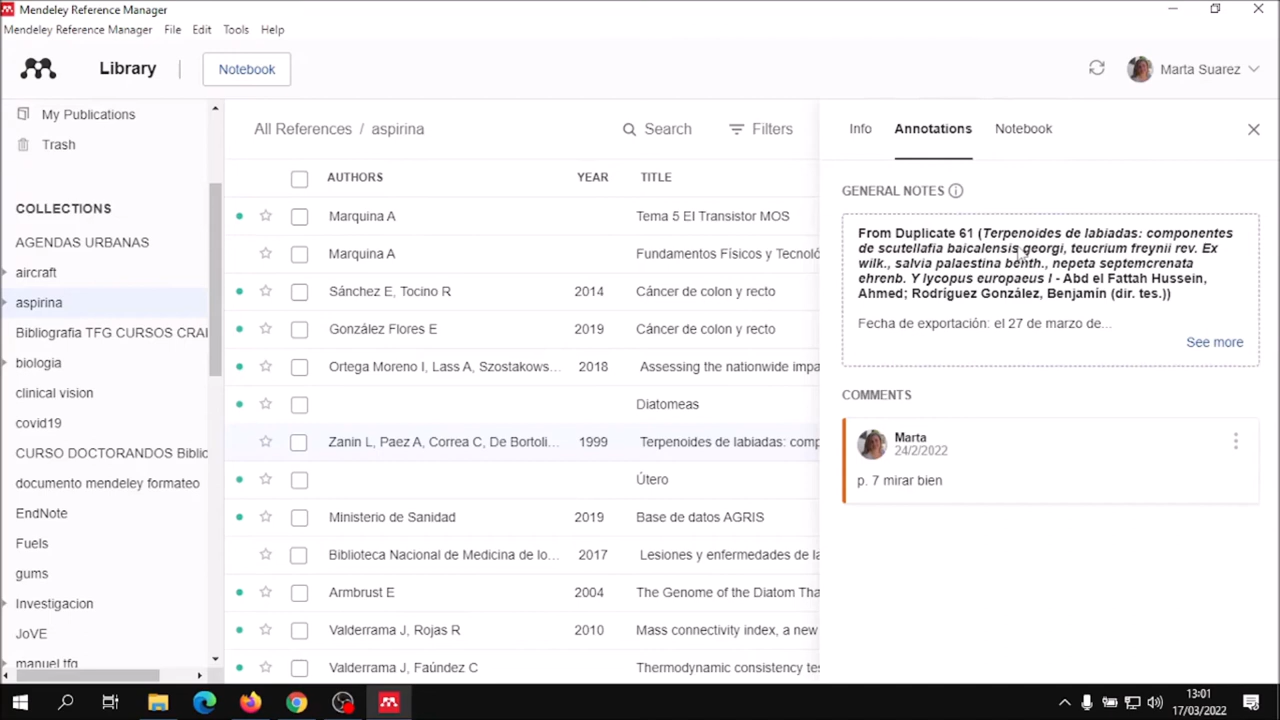 Mendeley Reference Manager
Mendeley Reference Manager File Edit Tools Help
Library Notebook Marta Suarez
My Publications
Trash
COLLECTIONS
AGENDAS URBANAS
aircraft
aspirina
Bibliografia TFG CURSOS CRAI
biologia
clinical vision
covid19
CURSO DOCTORANDOS Biblic
documento mendeley formateo
EndNote
Fuels
gums
Investigacion
JoVE
manuel tfg
All References / aspirina Search Filters
AUTHORS YEAR TITLE
Marquina A Tema 5 El Transistor MOS
Marquina A Fundamentos Físicos y Tecnol
Sánchez E, Tocino R 2014 Cáncer de colon y recto
González Flores E 2019 Cáncer de colon y recto
Ortega Moreno I, Lass A, Szostakows... 2018 Assessing the nationwide impa
Diatomeas
Zanin L, Paez A, Correa C, De Bortoli... 1999 Terpenoides de labiadas: comp
Útero
Ministerio de Sanidad 2019 Base de datos AGRIS
Biblioteca Nacional de Medicina de lo... 2017 Lesiones y enfermedades de la
Armbrust E 2004 The Genome of the Diatom Tha
Valderrama J, Rojas R 2010 Mass connectivity index, a new
Valderrama J, Faúndez C Thermodynamic consistency tes
Info Annotations Notebook
GENERAL NOTES
From Duplicate 61 (Terpenoides de labiadas: componentes
de scutellafia baicalensis georgi, teucrium freynii rev. Ex
wilk., salvia palaestina benth., nepeta septemcrenata
ehrenb. Y lycopus europaeus l - Abd el Fattah Hussein,
Ahmed; Rodríguez González, Benjamín (dir. tes.))
Fecha de exportación: el 27 de marzo de...
See more
COMMENTS
Marta
24/2/2022
p. 7 mirar bien
13:01
17/03/2022